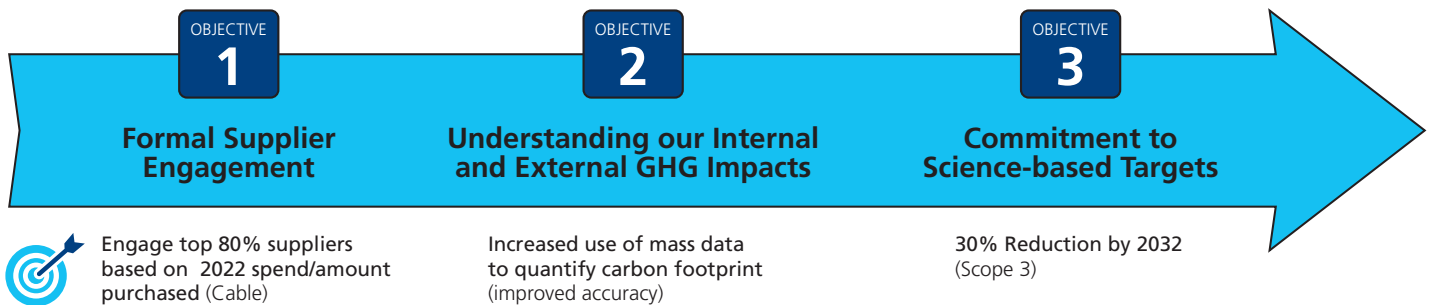 OBJECTIVE
1
Formal Supplier
Engagement
Engage top 80% suppliers
based on 2022 spend/amount
purchased (Cable)
OBJECTIVE
2
Understanding our Internal
and External GHG Impacts
Increased use of mass data
to quantify carbon footprint
(improved accuracy)
OBJECTIVE
3
Commitment to
Science-based Targets
30% Reduction by 2032
(Scope 3)